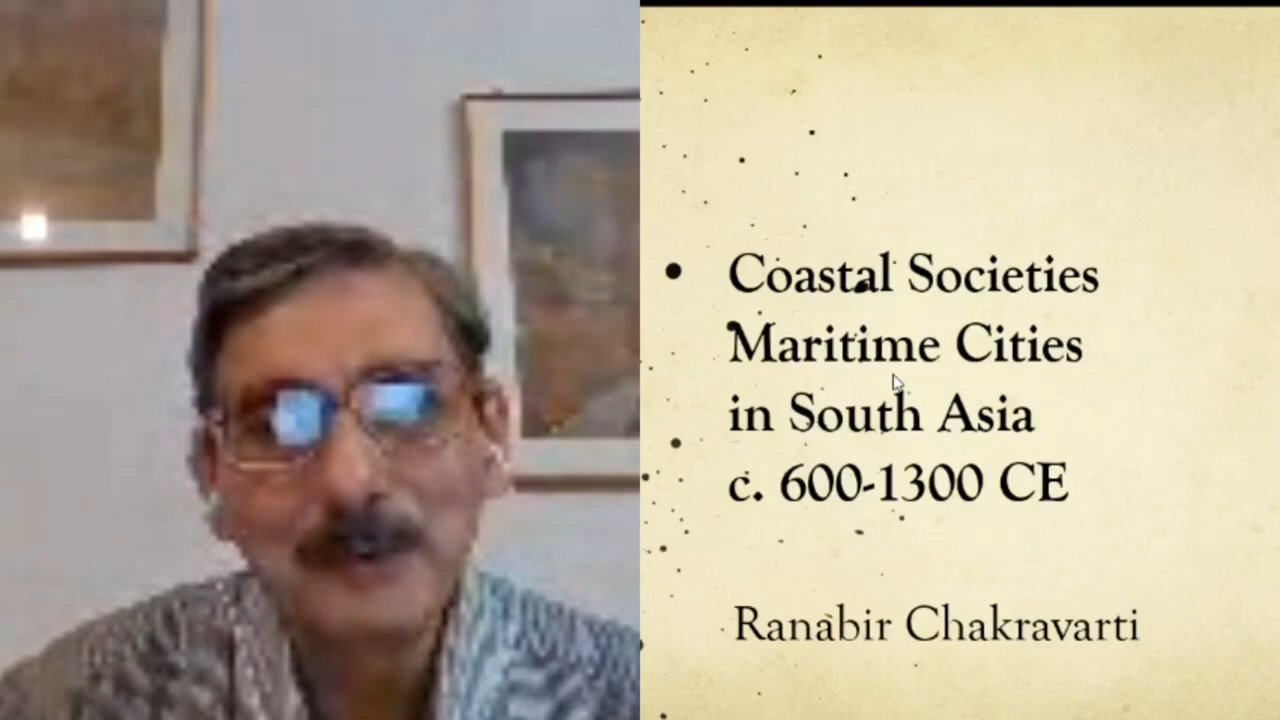 • Coastal Societies
Maritime Cities
in South Asia
c. 600-1300 CE
Ranabir Chakravarti